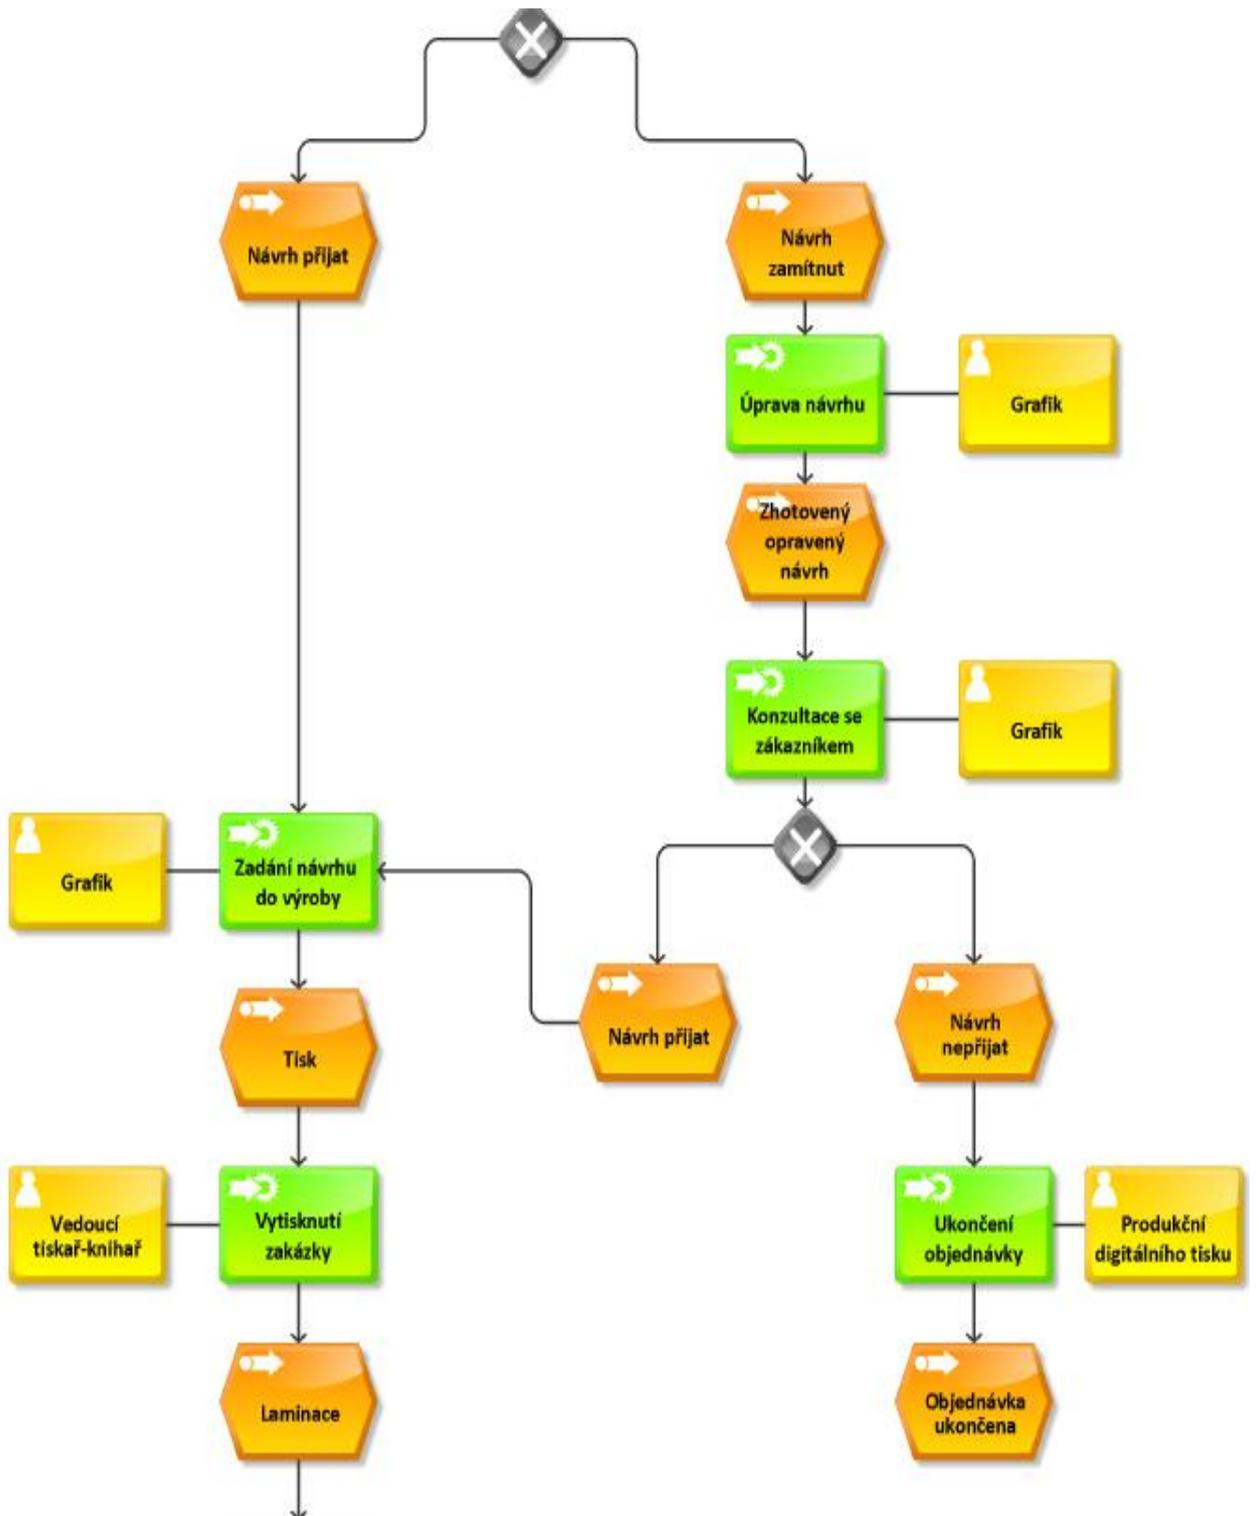 Návrh přijat
Návrh
zamítnut
Úprava návrhu
Grafik
Zhotovený
opravený
návrh
Konzultace se
zákazníkem
Grafik
Grafik
Zadání návrhu
do výroby
Tisk
Návrh přijat
Návrh
nepřijat
Vedoucí
tiskař-knihař
Vytisknutí
zakázky
Ukončení
objednávky
Produkční
digitálního tisku
Laminace
Objednávka
ukončena